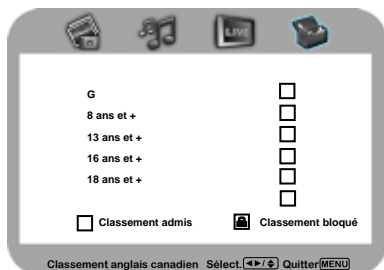 LIVE
G
8 ans et +
13 ans et +
16 ans et +
18 ans et +
Classement admis Classement bloqué
Classement anglais canadien Sélect. ◄►/♦ Quitter MENU